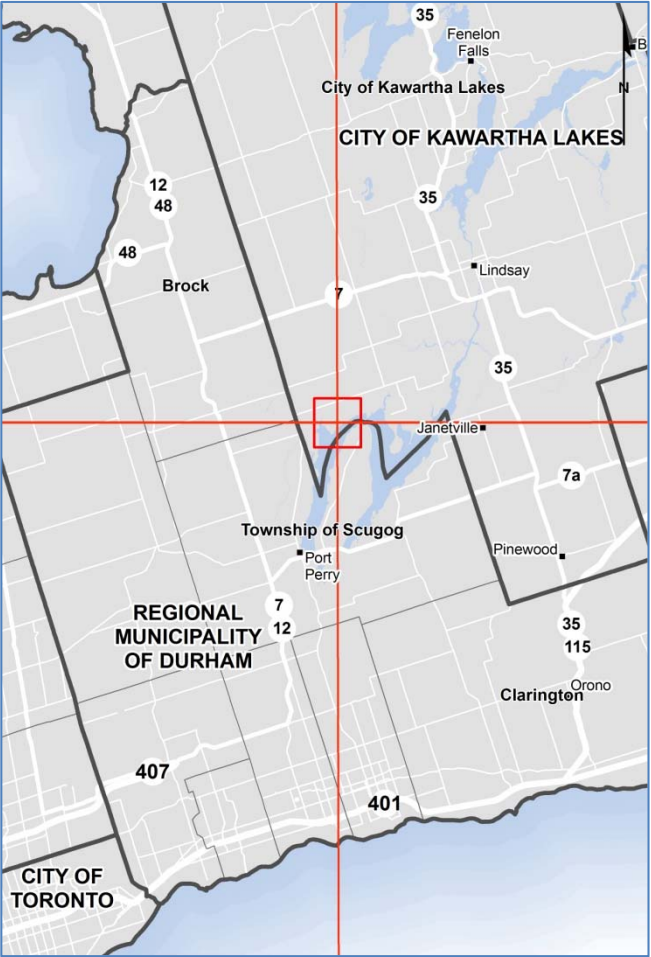 35
Fenelon
Falls
B
City of Kawartha Lakes
N
CITY OF KAWARTHA LAKES
12
48
35
48
Lindsay
Brock
7
35
Janetville
7a
Township of Scugog
Port
Perry
Pinewood
7
12
REGIONAL
MUNICIPALITY
OF DURHAM
35
115
Orono
Clarington
407
401
CITY OF
TORONTO